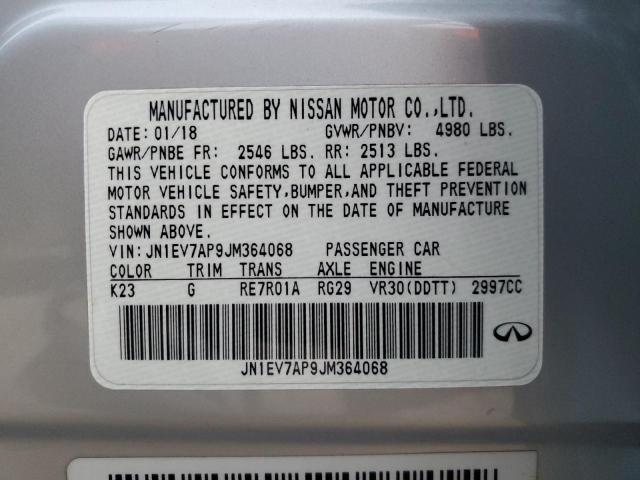 MANUFACTURED BY NISSAN MOTOR CO.,LTD.
DATE: 01/18 GVWR/PNBV: 4980 LBS.
GAWR/PNBE FR: 2546 LBS. RR: 2513 LBS.
THIS VEHICLE CONFORMS TO ALL APPLICABLE FEDERAL
MOTOR VEHICLE SAFETY,BUMPER,AND THEFT PREVENTION
STANDARDS IN EFFECT ON THE DATE OF MANUFACTURE
SHOWN ABOVE.
VIN:JN1EV7AP9JM364068 PASSENGER CAR
COLOR TRIM TRANS AXLE ENGINE
K23 G RE7R01A RG29 VR30(DDTT) 2997CC
JN1EV7AP9JM364068